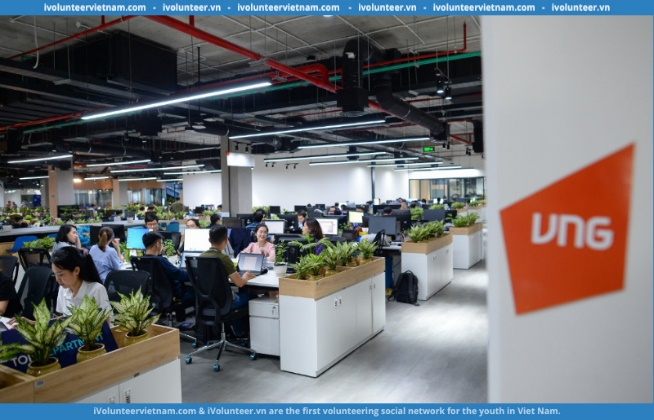 ivolunteervietnam.com - ivolunteer.vn - ivolunteervietnam.com - ivolunteer.vn - ivolunteervietnam.com - ivolunteer.vn
VNG
iVolunteervietnam.com & iVolunteer.vn are the first volunteering social network for the youth in Viet Nam.